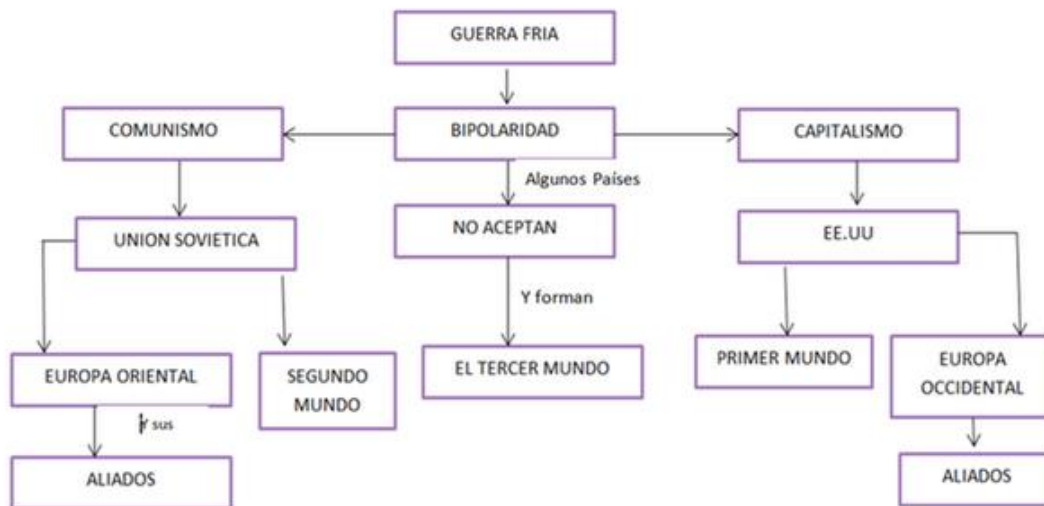 GUERRA FRIA
COMUNISMO
BIPOLARIDAD
CAPITALISMO
Algunos Países
UNION SOVIETICA
NO ACEPTAN
EE.UU
Y forman
EUROPA ORIENTAL
SEGUNDO
MUNDO
EL TERCER MUNDO
PRIMER MUNDO
EUROPA
OCCIDENTAL
Y sus
ALIADOS
ALIADOS